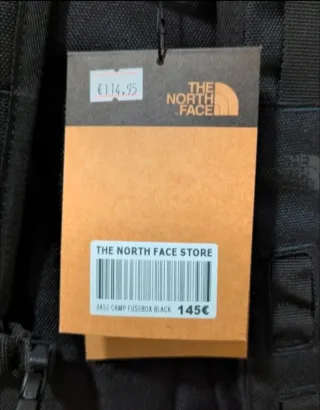 €114.95
THE
NORTH
FACE
THE NORTH FACE STORE
BASE CAMP FUSEBOX BLACK 145€